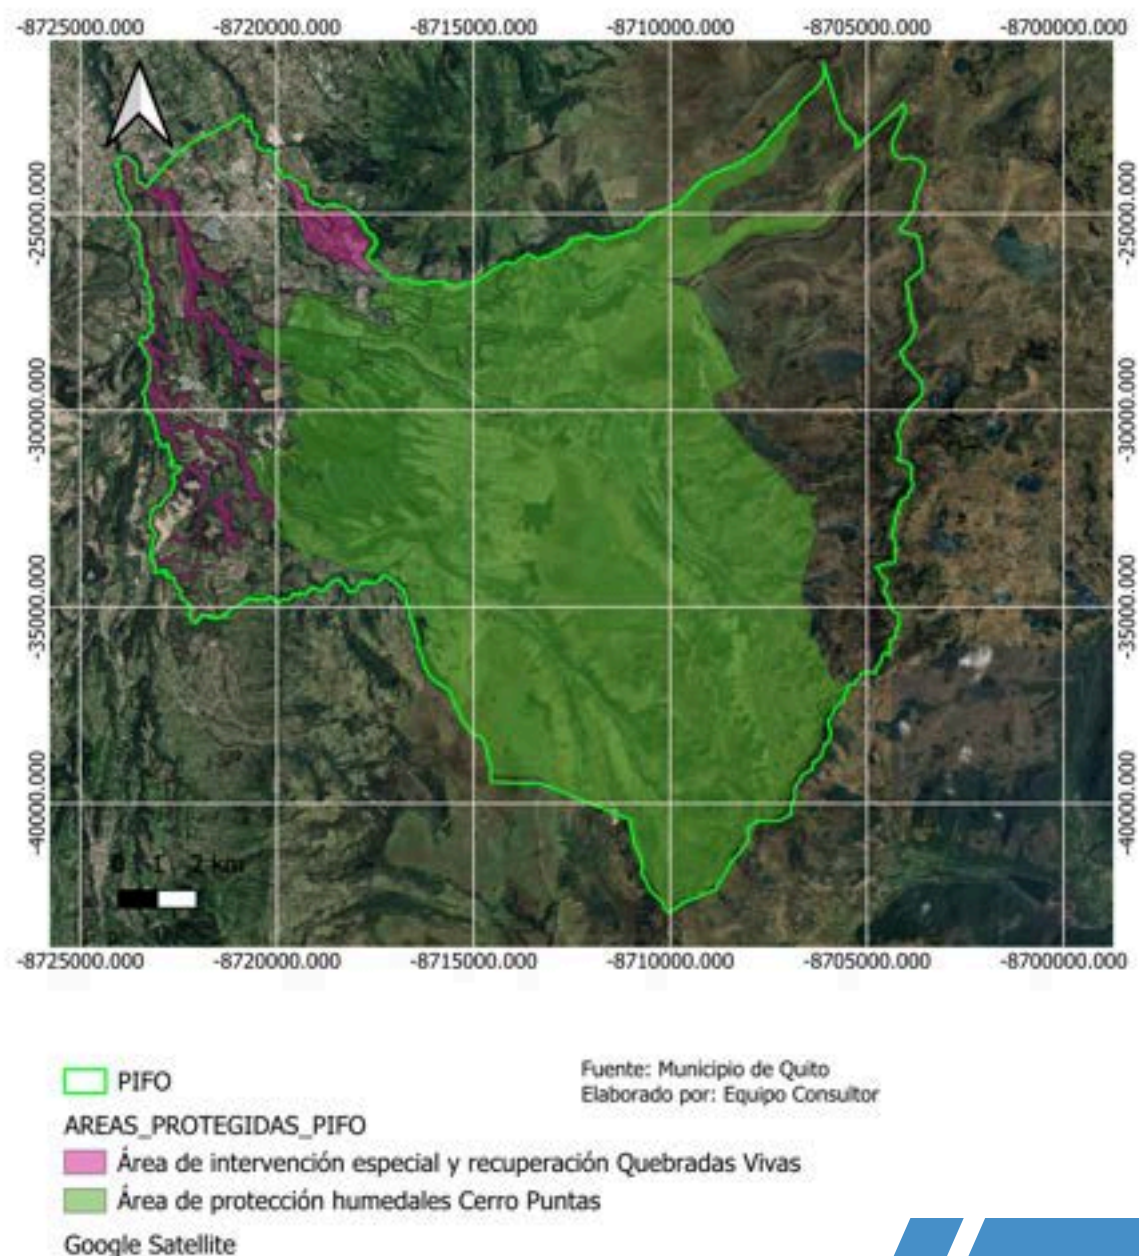 -8725000.000 -8720000.000 -8715000.000 -8710000.000 -8705000.000 -8700000.000
-25000.000 -25000.000
-30000.000 -30000.000
-35000.000 -35000.000
-40000.000 -40000.000
0 1 2 km
-8725000.000 -8720000.000 -8715000.000 -8710000.000 -8705000.000 -8700000.000
PIFO
Fuente: Municipio de Quito
Elaborado por: Equipo Consultor
AREAS_PROTEGIDAS_PIFO
Área de intervención especial y recuperación Quebradas Vivas
Área de protección humedales Cerro Puntas
Google Satellite